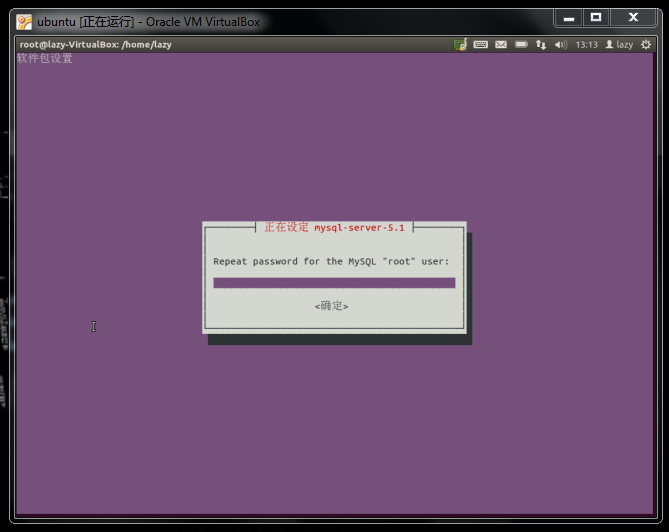 ubuntu [正在运行] - Oracle VM VirtualBox
root@lazy-VirtualBox: /home/lazy
13:13 lazy
软件包设置
正在设定 mysql-server-5.1
Repeat password for the MySQL "root" user:
<确定>